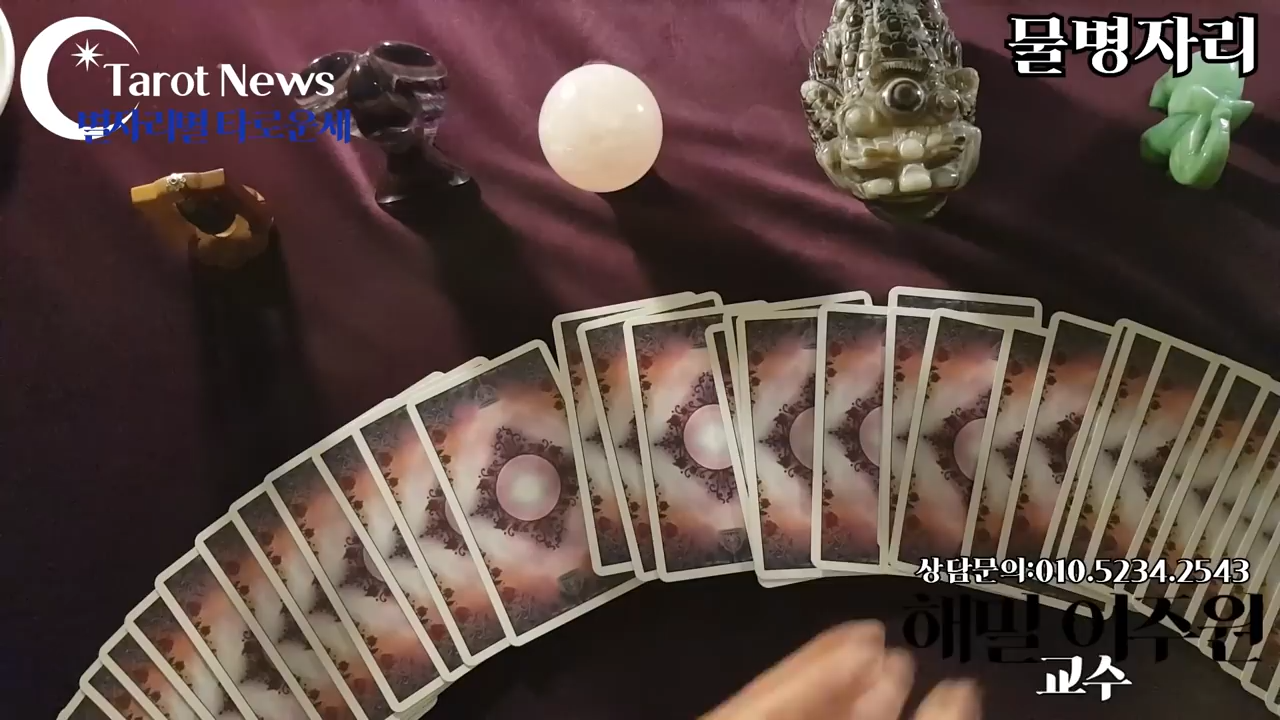 Tarot News
별자리별 타로운세
물병자리
상담문의:010.5234.2543
해밀 이주원
교수